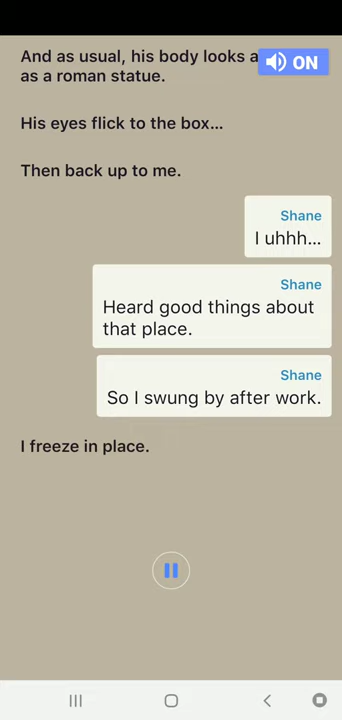 And as usual, his body looks a
ON
as a roman statue.
His eyes flick to the box...
Then back up to me.
Shane
I uhhh...
Shane
Heard good things about
that place.
Shane
So I swung by after work.
I freeze in place.